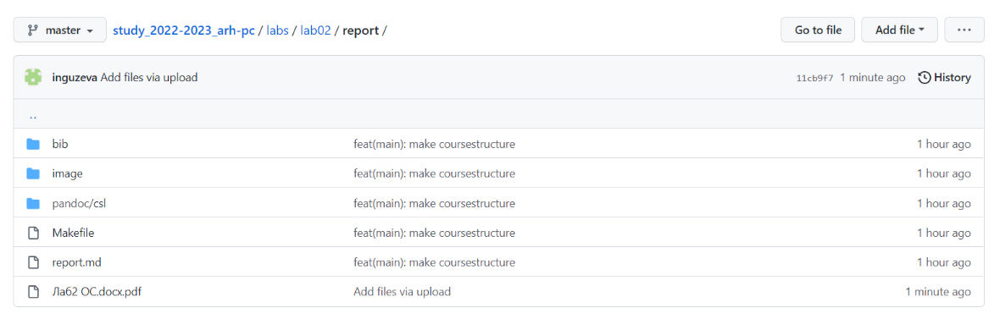 master study_2022-2023_arh-pc / labs / lab02 / report / Go to file Add file ...
inguzeva Add files via upload 11cb9f7 1 minute ago History
..
bib feat(main): make coursestructure 1 hour ago
image feat(main): make coursestructure 1 hour ago
pandoc/csl feat(main): make coursestructure 1 hour ago
Makefile feat(main): make coursestructure 1 hour ago
report.md feat(main): make coursestructure 1 hour ago
Ла62 ОС.docx.pdf Add files via upload 1 minute ago